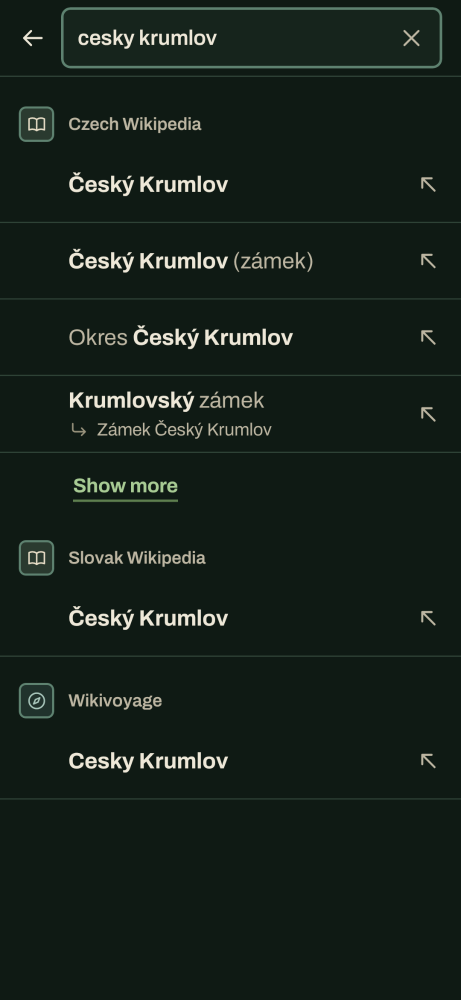 cesky krumlov
Czech Wikipedia
Český Krumlov
Český Krumlov (zámek)
Okres Český Krumlov
Krumlovský zámek
Zámek Český Krumlov
Show more
Slovak Wikipedia
Český Krumlov
Wikivoyage
Cesky Krumlov